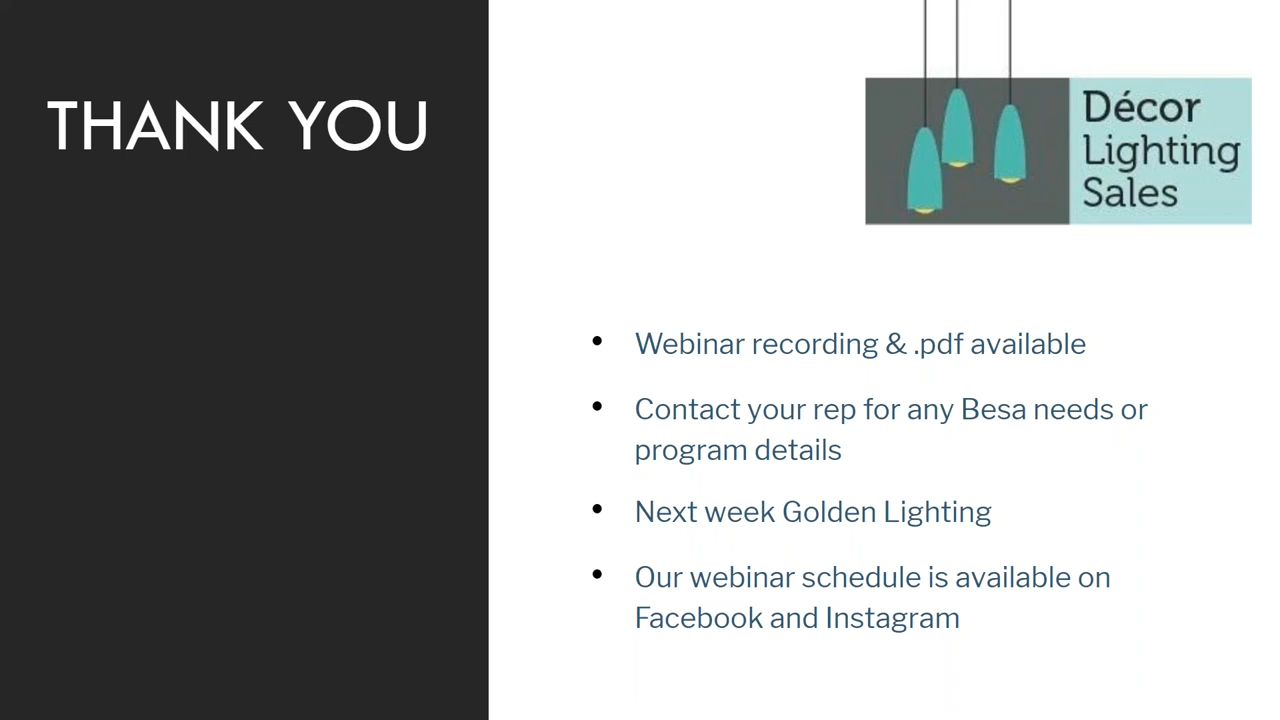 THANK YOU
Décor
Lighting
Sales
• Webinar recording & .pdf available
• Contact your rep for any Besa needs or
program details
• Next week Golden Lighting
• Our webinar schedule is available on
Facebook and Instagram